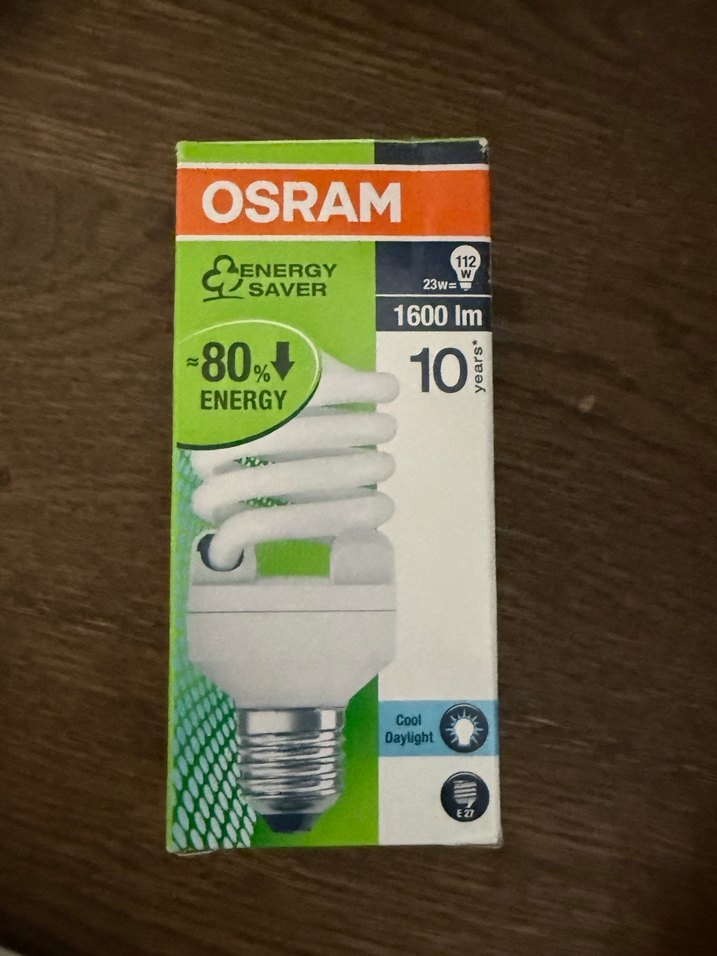 OSRAM
ENERGY
SAVER
112
W
23w=
1600 lm
≈80%
ENERGY
10 years*
Cool
Daylight
E 27